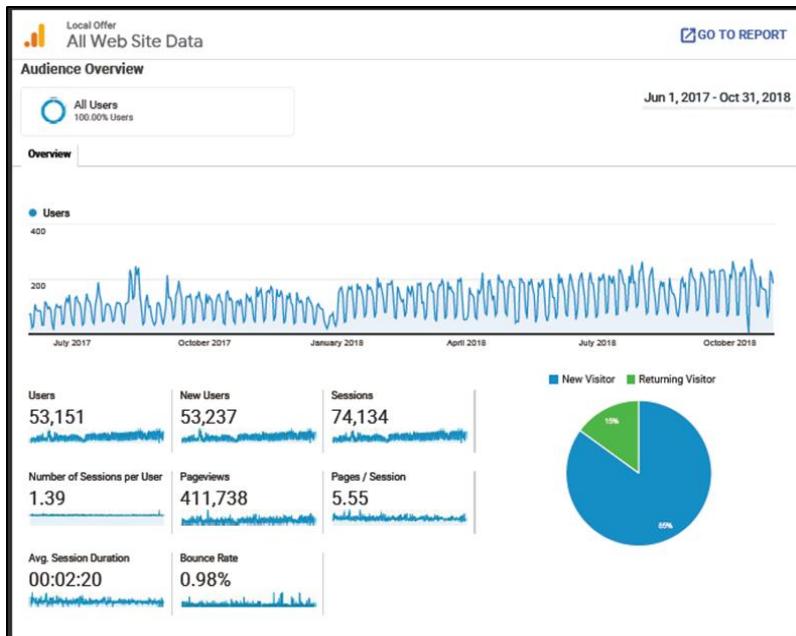 Local Offer
All Web Site Data
GO TO REPORT
Audience Overview
All Users
100.00% Users
Jun 1, 2017 - Oct 31, 2018
Overview
Users
400
200
July 2017 October 2017 January 2018 April 2018 July 2018 October 2018
New Visitor Returning Visitor
Users New Users Sessions
53,151 53,237 74,134
15%
85%
Number of Sessions per User Pageviews Pages / Session
1.39 411,738 5.55
Avg. Session Duration Bounce Rate
00:02:20 0.98%